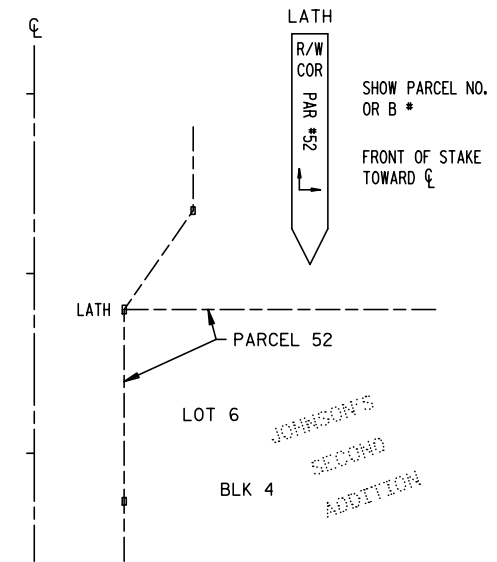 ℄
LATH
R/W
COR
PAR #52
SHOW PARCEL NO.
OR B #
FRONT OF STAKE
TOWARD ℄
LATH
PARCEL 52
LOT 6
BLK 4
JOHNSON'S
SECOND
ADDITION